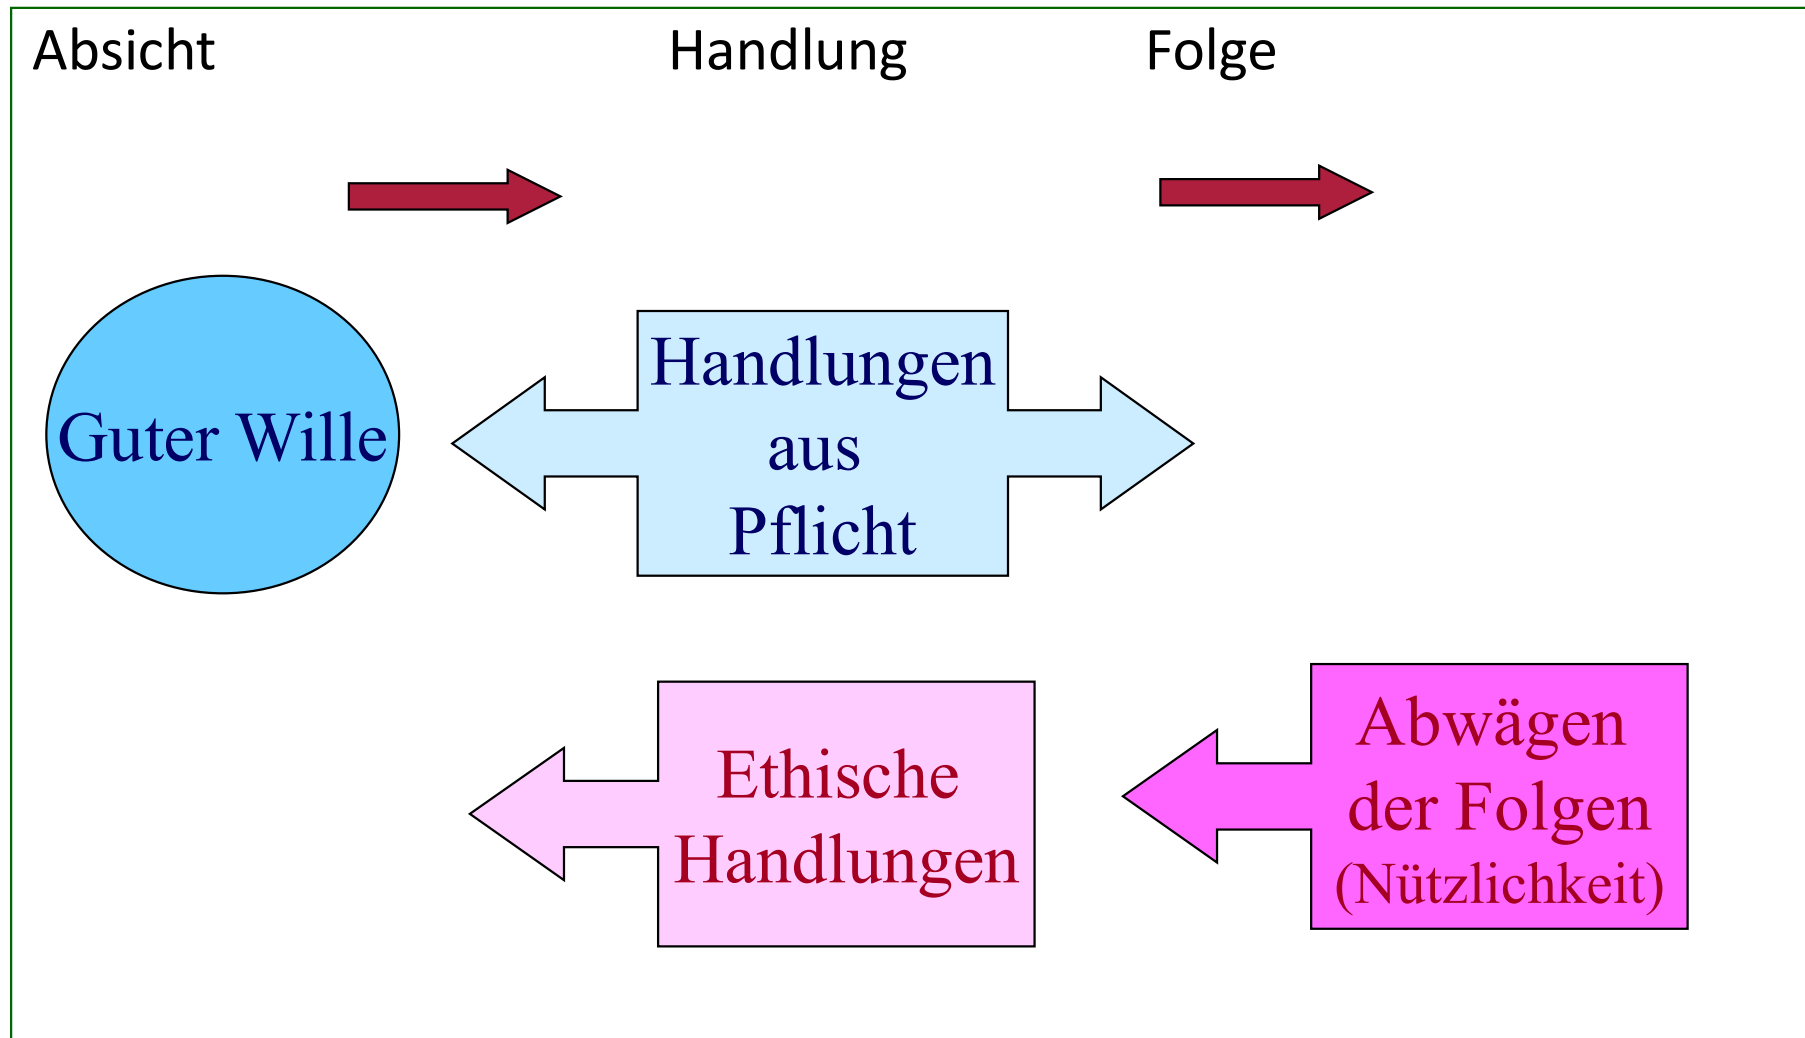 Absicht Handlung Folge
Guter Wille
Handlungen
aus
Pflicht
Ethische
Handlungen
Abwägen
der Folgen
(Nützlichkeit)